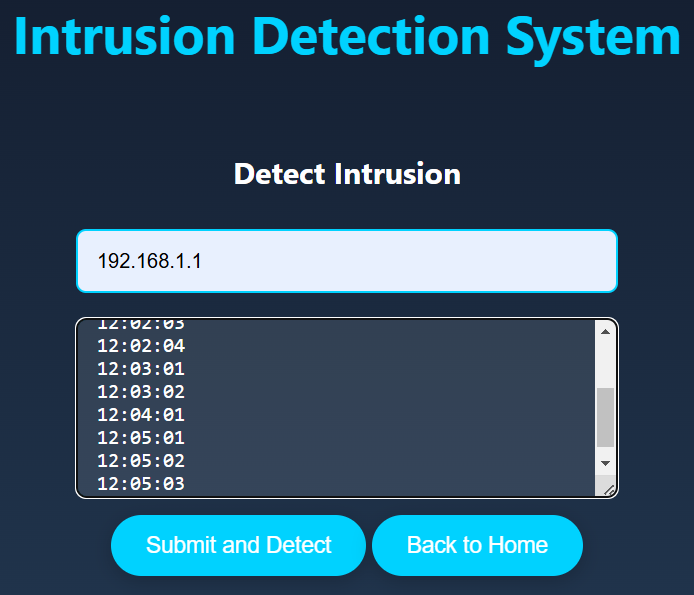 Intrusion Detection System
Detect Intrusion
192.168.1.1
12:02:03
12:02:04
12:03:01
12:03:02
12:04:01
12:05:01
12:05:02
12:05:03
Submit and Detect
Back to Home